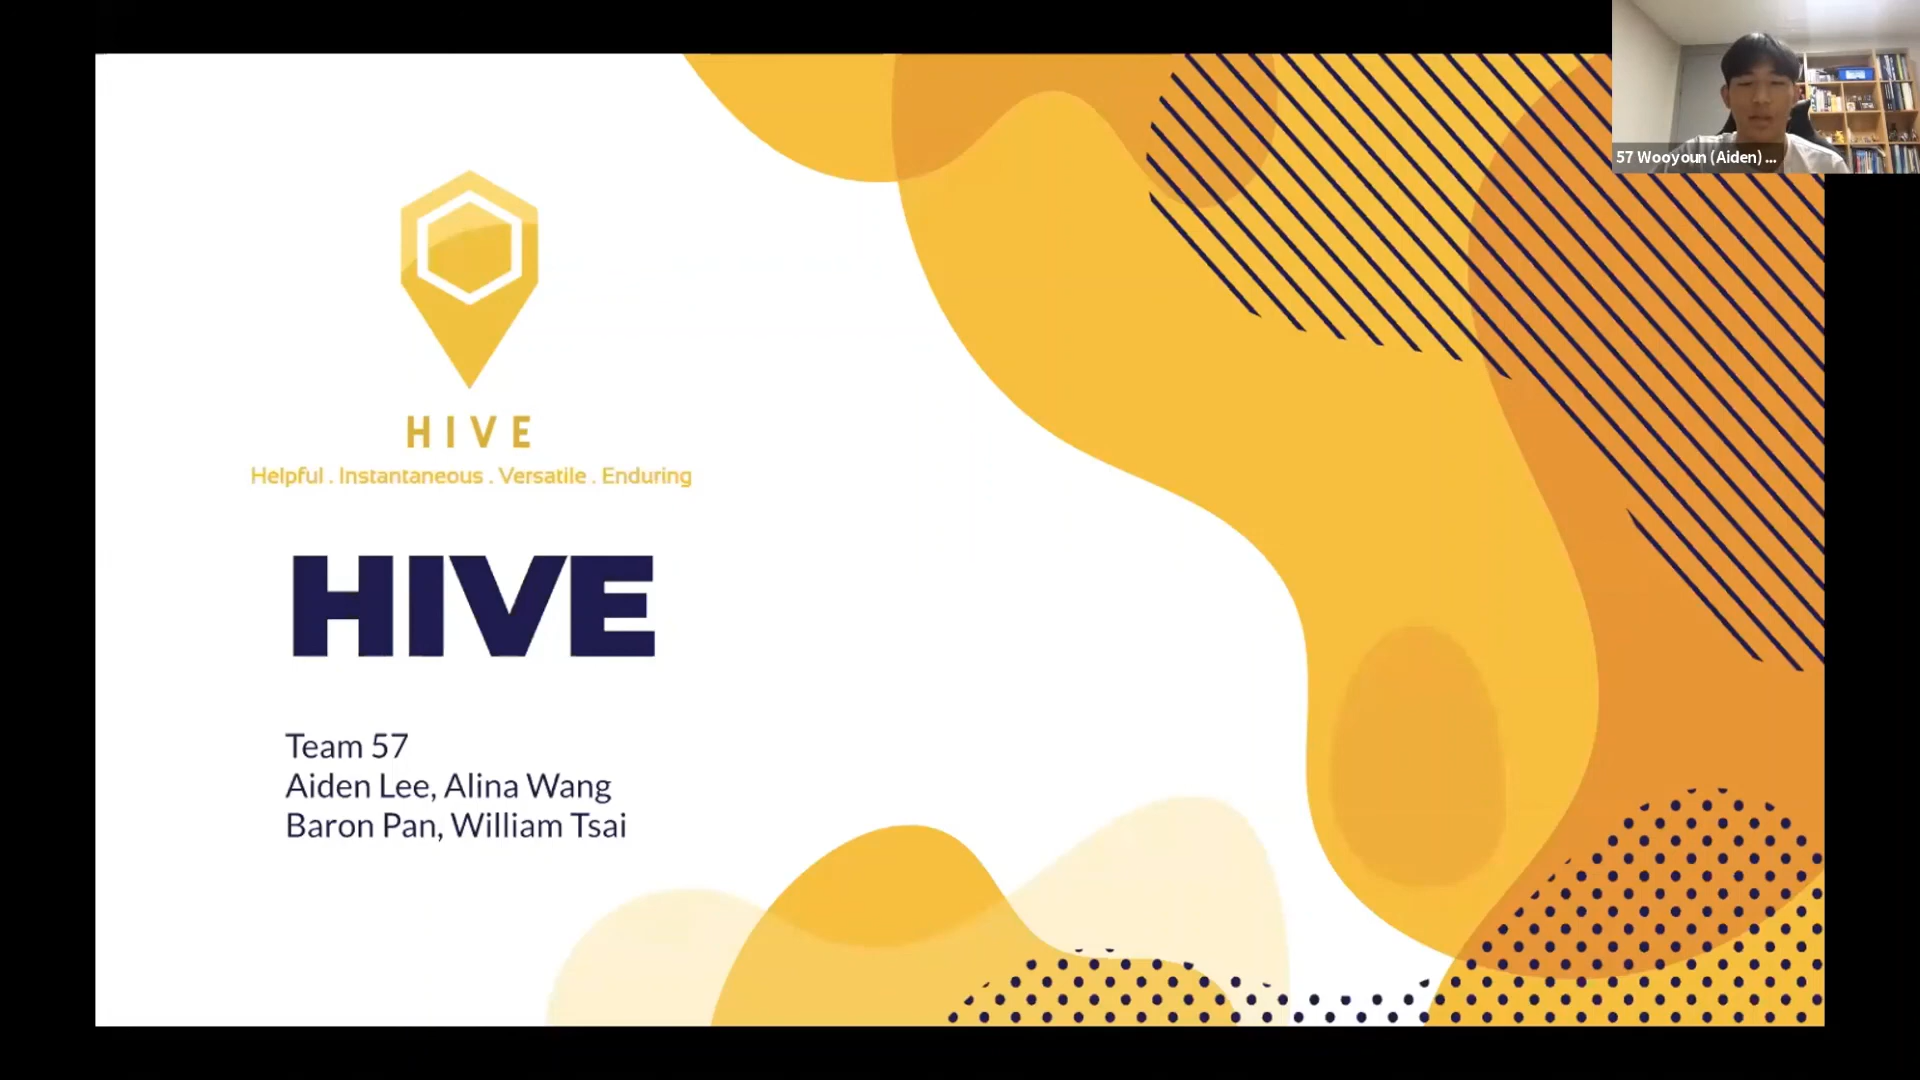 57 Wooyoun (Aiden) ...
HIVE
Helpful . Instantaneous . Versatile . Enduring
HIVE
Team 57
Aiden Lee, Alina Wang
Baron Pan, William Tsai